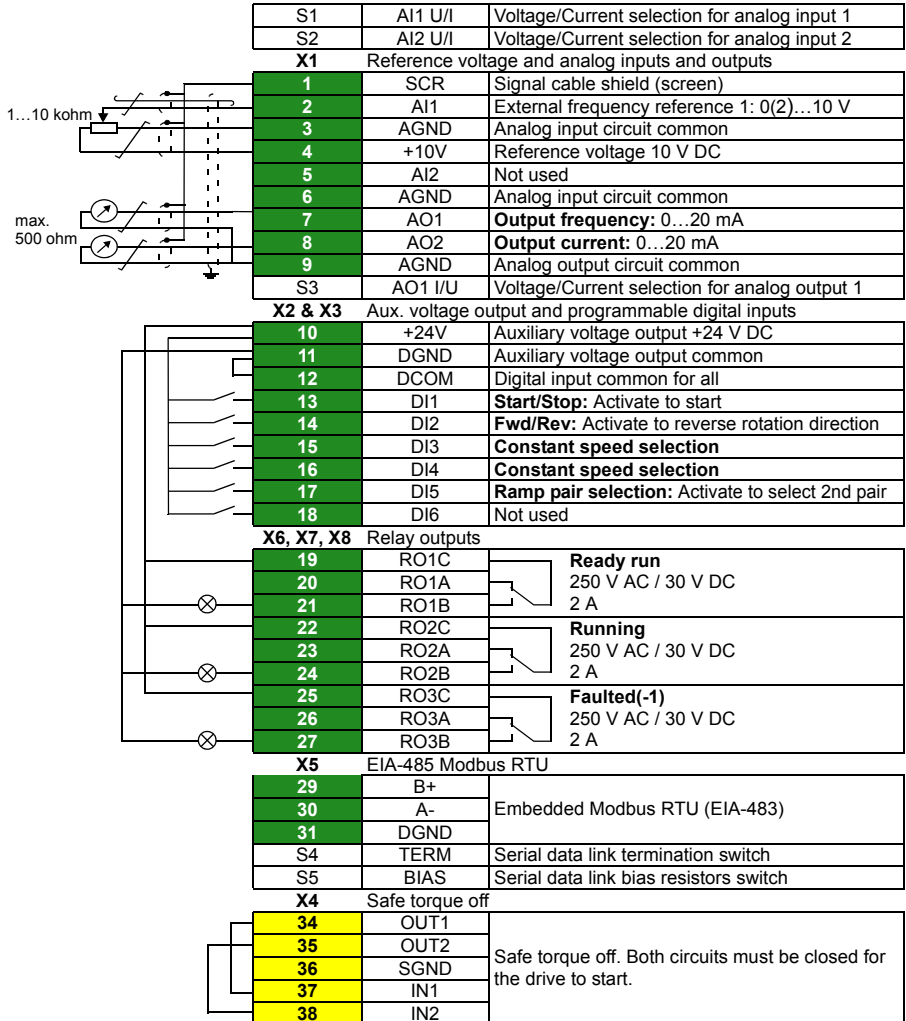 S1 AI1 U/I Voltage/Current selection for analog input 1
S2 AI2 U/I Voltage/Current selection for analog input 2
X1 Reference voltage and analog inputs and outputs
1 SCR Signal cable shield (screen)
1…10 kohm
2 AI1 External frequency reference 1: 0(2)…10 V
3 AGND Analog input circuit common
4 +10V Reference voltage 10 V DC
5 AI2 Not used
6 AGND Analog input circuit common
max.
500 ohm
7 AO1 Output frequency: 0…20 mA
8 AO2 Output current: 0…20 mA
9 AGND Analog output circuit common
S3 AO1 I/U Voltage/Current selection for analog output 1
X2 & X3 Aux. voltage output and programmable digital inputs
10 +24V Auxiliary voltage output +24 V DC
11 DGND Auxiliary voltage output common
12 DCOM Digital input common for all
13 DI1 Start/Stop: Activate to start
14 DI2 Fwd/Rev: Activate to reverse rotation direction
15 DI3 Constant speed selection
16 DI4 Constant speed selection
17 DI5 Ramp pair selection: Activate to select 2nd pair
18 DI6 Not used
X6, X7, X8 Relay outputs
19 RO1C Ready run
20 RO1A 250 V AC / 30 V DC
21 RO1B 2 A
22 RO2C Running
23 RO2A 250 V AC / 30 V DC
24 RO2B 2 A
25 RO3C Faulted(-1)
26 RO3A 250 V AC / 30 V DC
27 RO3B 2 A
X5 EIA-485 Modbus RTU
29 B+
30 A- Embedded Modbus RTU (EIA-483)
31 DGND
S4 TERM Serial data link termination switch
S5 BIAS Serial data link bias resistors switch
X4 Safe torque off
34 OUT1
35 OUT2
36 SGND
37 IN1
38 IN2
Safe torque off. Both circuits must be closed for
the drive to start.